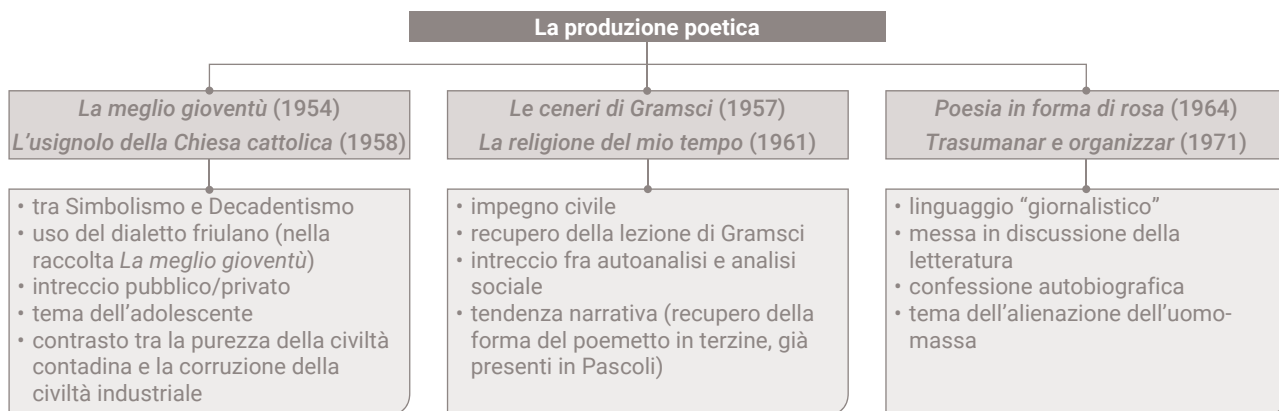 La produzione poetica
La meglio gioventù (1954)
L'usignolo della Chiesa cattolica (1958)
• tra Simbolismo e Decadentismo
• uso del dialetto friulano (nella
raccolta La meglio gioventù)
• intreccio pubblico/privato
• tema dell'adolescente
• contrasto tra la purezza della civiltà
contadina e la corruzione della
civiltà industriale
Le ceneri di Gramsci (1957)
La religione del mio tempo (1961)
• impegno civile
• recupero della lezione di Gramsci
• intreccio fra autoanalisi e analisi
sociale
• tendenza narrativa (recupero della
forma del poemetto in terzine, già
presenti in Pascoli)
Poesia in forma di rosa (1964)
Trasumanar e organizzar (1971)
• linguaggio “giornalistico”
• messa in discussione della
letteratura
• confessione autobiografica
• tema dell'alienazione dell'uomo-
massa